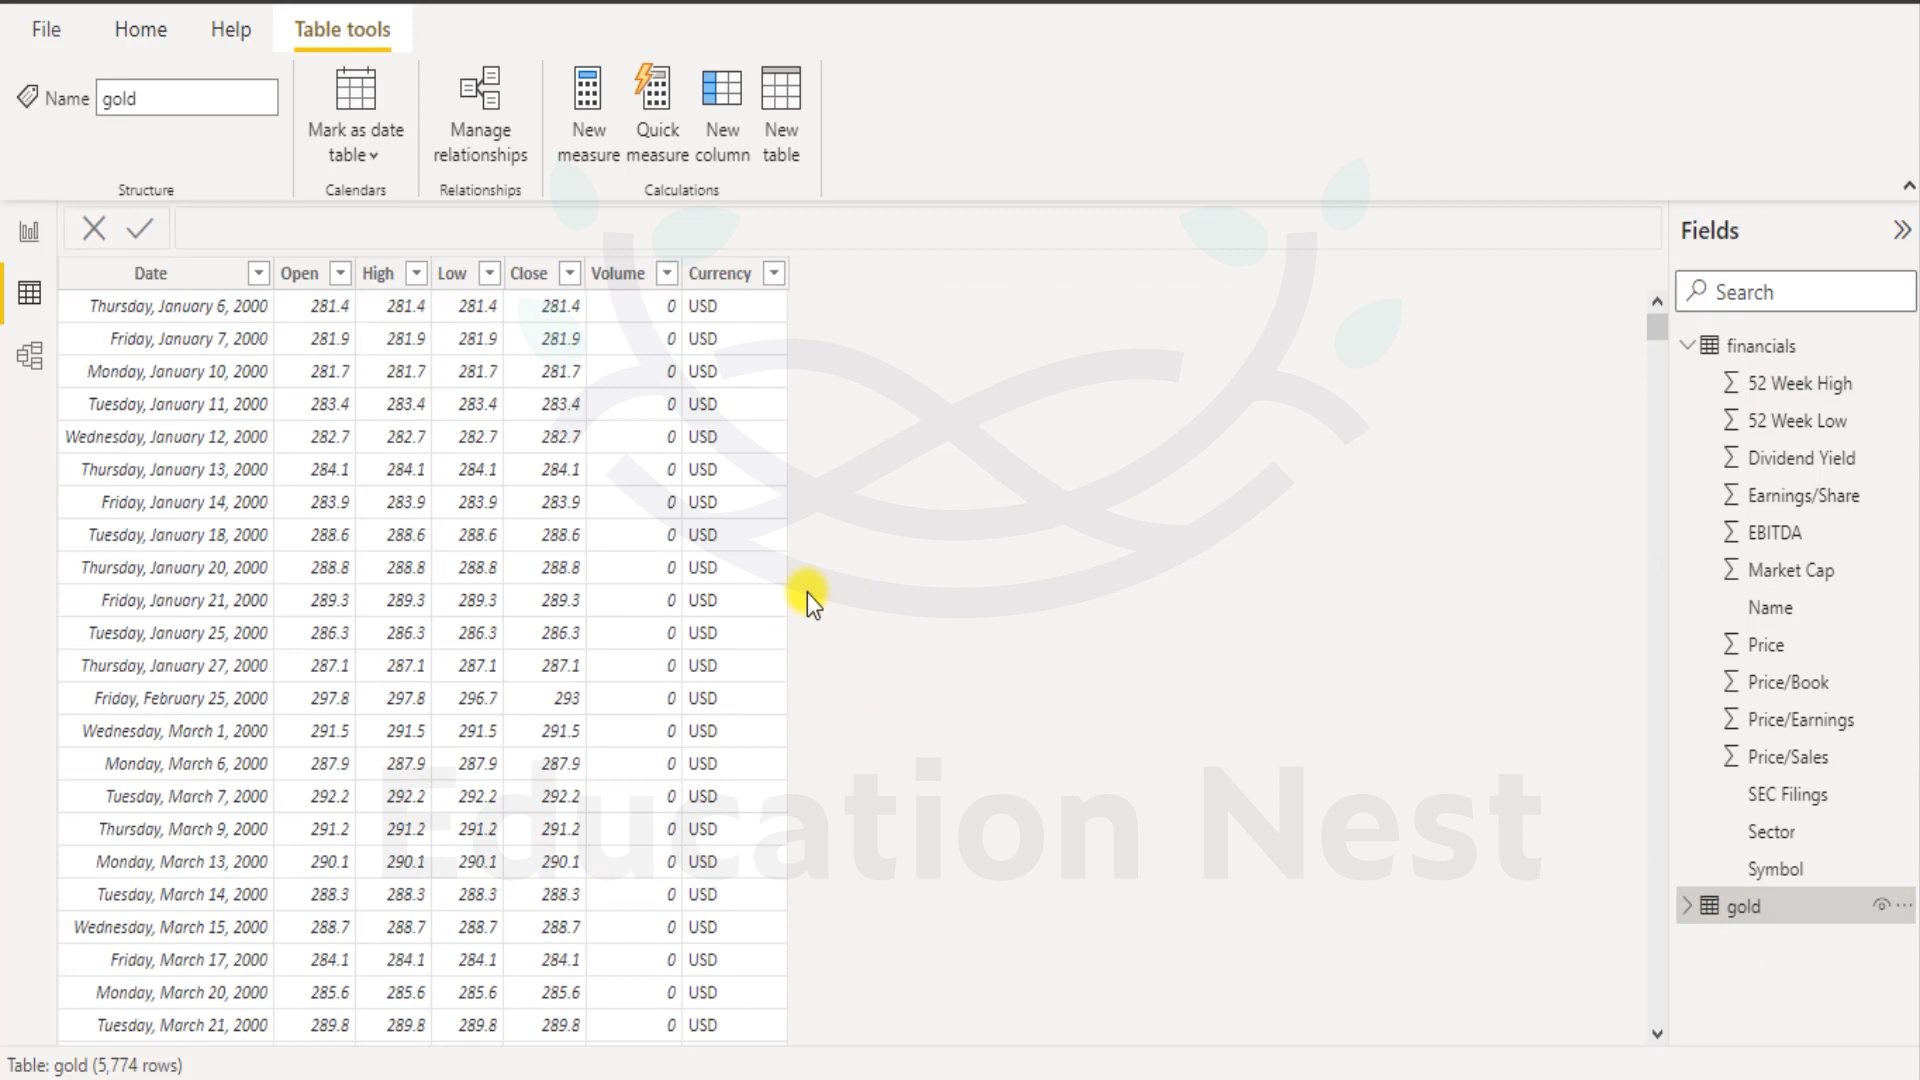 File Home Help Table tools
Name gold
Mark as date table
Manage relationships
New measure
Quick measure
New column
New table
Structure Calendars Relationships Calculations
Fields
Search
Date Open High Low Close Volume Currency
Thursday, January 6, 2000 281.4 281.4 281.4 281.4 0 USD
Friday, January 7, 2000 281.9 281.9 281.9 281.9 0 USD
Monday, January 10, 2000 281.7 281.7 281.7 281.7 0 USD
Tuesday, January 11, 2000 283.4 283.4 283.4 283.4 0 USD
Wednesday, January 12, 2000 282.7 282.7 282.7 282.7 0 USD
Thursday, January 13, 2000 284.1 284.1 284.1 284.1 0 USD
Friday, January 14, 2000 283.9 283.9 283.9 283.9 0 USD
Tuesday, January 18, 2000 288.6 288.6 288.6 288.6 0 USD
Thursday, January 20, 2000 288.8 288.8 288.8 288.8 0 USD
Friday, January 21, 2000 289.3 289.3 289.3 289.3 0 USD
Tuesday, January 25, 2000 286.3 286.3 286.3 286.3 0 USD
Thursday, January 27, 2000 287.1 287.1 287.1 287.1 0 USD
Friday, February 25, 2000 297.8 297.8 296.7 293 0 USD
Wednesday, March 1, 2000 291.5 291.5 291.5 291.5 0 USD
Monday, March 6, 2000 287.9 287.9 287.9 287.9 0 USD
Tuesday, March 7, 2000 292.2 292.2 292.2 292.2 0 USD
Thursday, March 9, 2000 291.2 291.2 291.2 291.2 0 USD
Monday, March 13, 2000 290.1 290.1 290.1 290.1 0 USD
Tuesday, March 14, 2000 288.3 288.3 288.3 288.3 0 USD
Wednesday, March 15, 2000 288.7 288.7 288.7 288.7 0 USD
Friday, March 17, 2000 284.1 284.1 284.1 284.1 0 USD
Monday, March 20, 2000 285.6 285.6 285.6 285.6 0 USD
Tuesday, March 21, 2000 289.8 289.8 289.8 289.8 0 USD
Education Nest
financials
52 Week High
52 Week Low
Dividend Yield
Earnings/Share
EBITDA
Market Cap
Name
Price
Price/Book
Price/Earnings
Price/Sales
SEC Filings
Sector
Symbol
gold
Table: gold (5,774 rows)